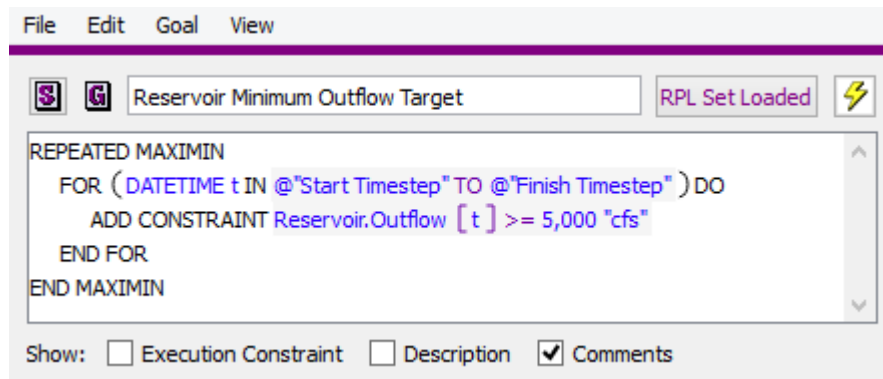 File Edit Goal View
S G Reservoir Minimum Outflow Target RPL Set Loaded
REPEATED MAXIMIN
FOR ( DATETIME t IN @"Start Timestep" TO @"Finish Timestep" ) DO
ADD CONSTRAINT Reservoir.Outflow [ t ] >= 5,000 "cfs"
END FOR
END MAXIMIN
Show: Execution Constraint Description Comments